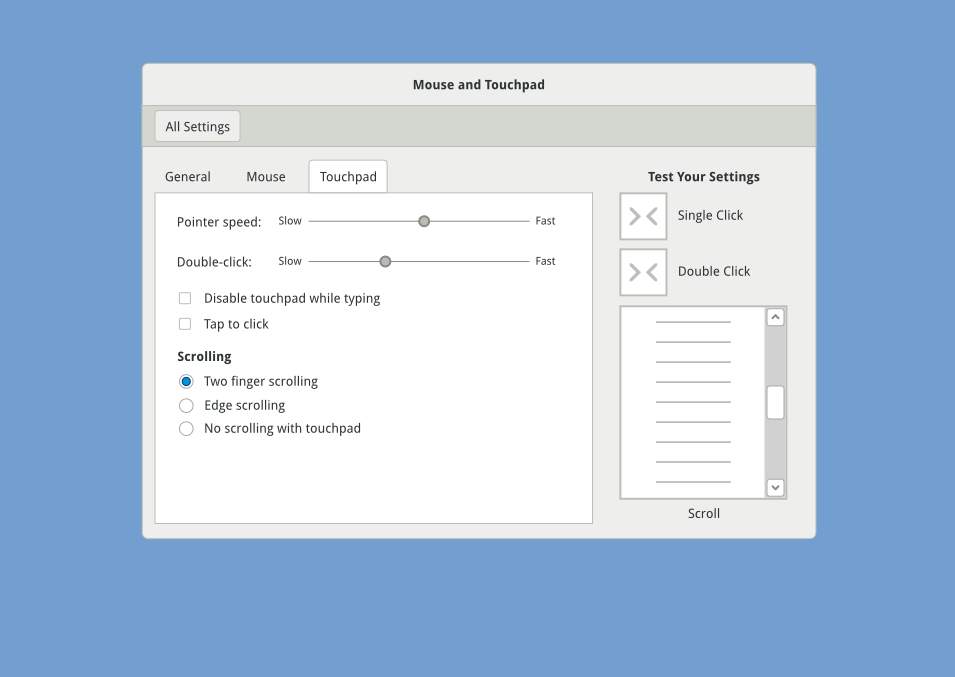 Mouse and Touchpad
All Settings
General Mouse Touchpad
Pointer speed: Slow Fast
Double-click: Slow Fast
Disable touchpad while typing
Tap to click
Scrolling
Two finger scrolling
Edge scrolling
No scrolling with touchpad
Test Your Settings
Single Click
Double Click
Scroll